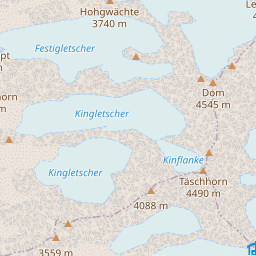 Hohgwächte
3740 m
Festigletscher
Dom
4545 m
Kingletscher
Kinflanke
Kingletscher
Täschhorn
4490 m
4088 m
3559 m